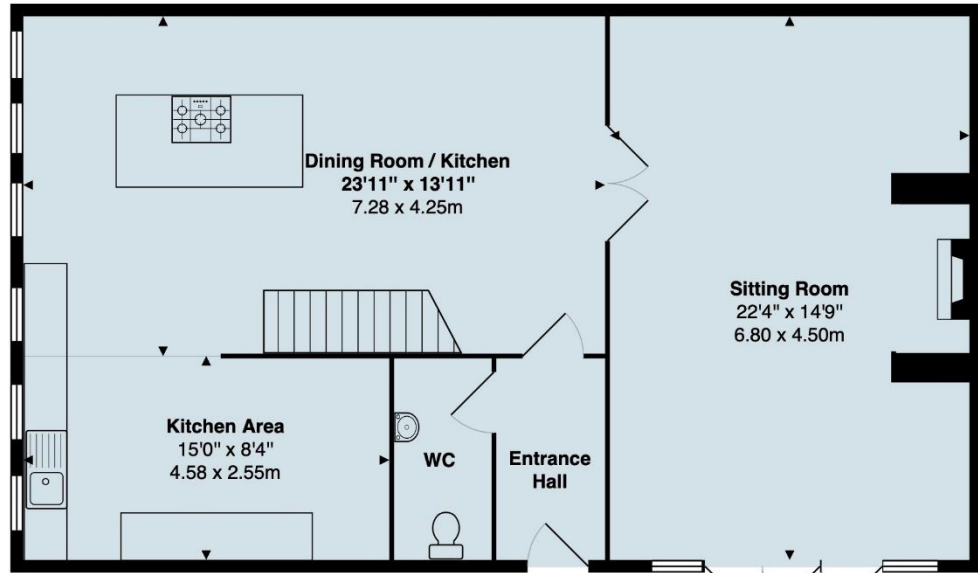 Dining Room / Kitchen
23'11" x 13'11"
7.28 x 4.25m
Sitting Room
22'4" x 14'9"
6.80 x 4.50m
Kitchen Area
15'0" x 8'4"
4.58 x 2.55m
WC
Entrance
Hall